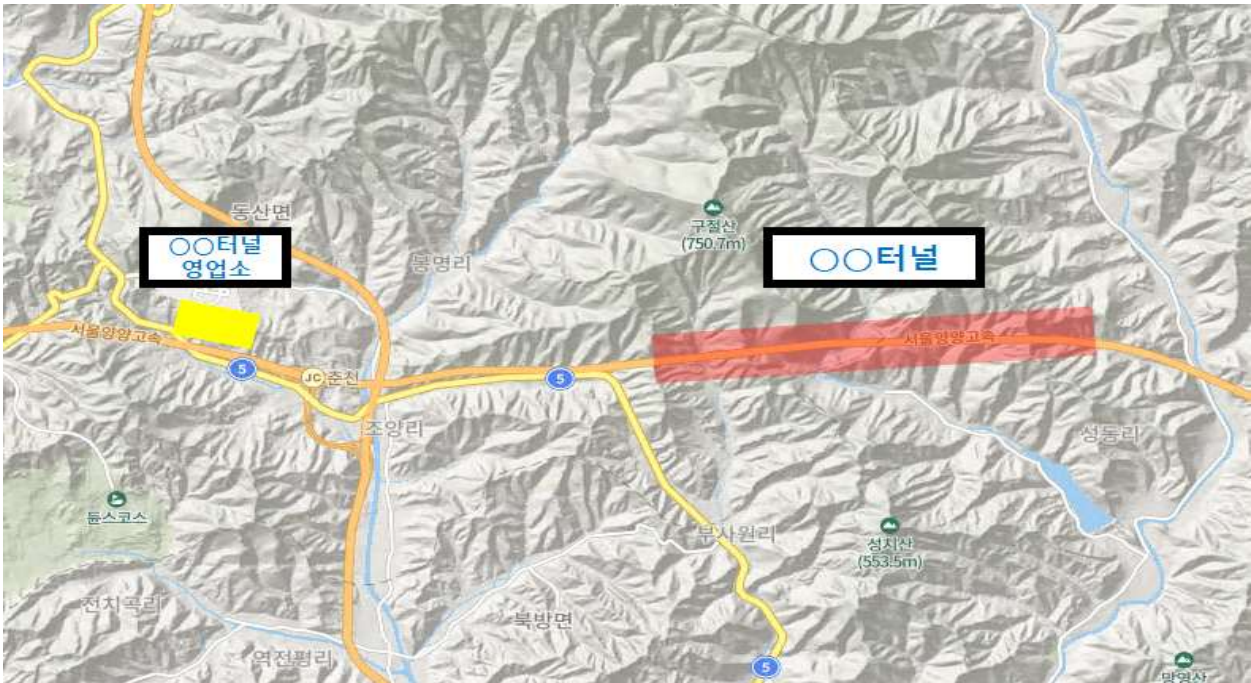 동산면
○○터널
영업소
구절산
(750.7m)
○○터널
봉명리
서울양양고속
서울양양고속
5
JC
춘천
5
조양리
성동리
듄스코스
부사원리
성치산
(553.5m)
전치곡리
북방면
역전평리
5
망영산